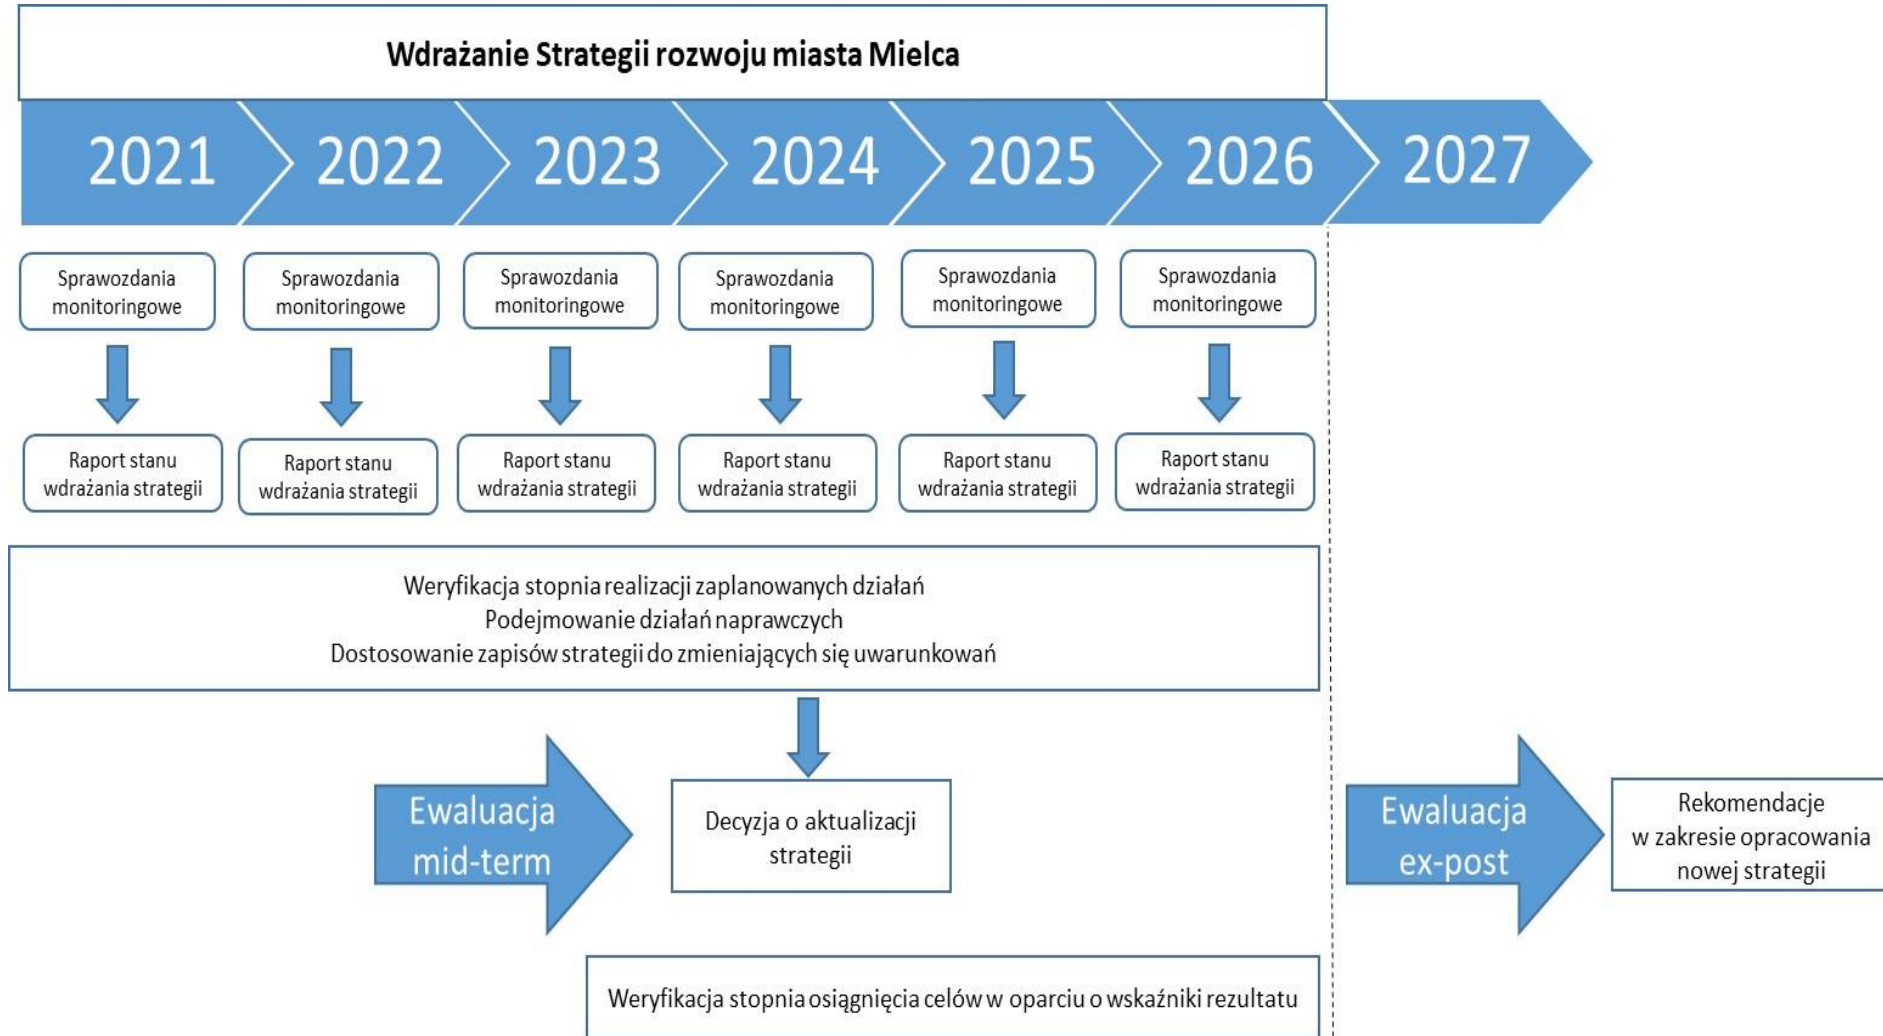 Wdrażanie Strategii rozwoju miasta Mielca
2021
2022
2023
2024
2025
2026
2027
Sprawozdania
monitoringowe
Sprawozdania
monitoringowe
Sprawozdania
monitoringowe
Sprawozdania
monitoringowe
Sprawozdania
monitoringowe
Sprawozdania
monitoringowe
Raport stanu
wdrażania strategii
Raport stanu
wdrażania strategii
Raport stanu
wdrażania strategii
Raport stanu
wdrażania strategii
Raport stanu
wdrażania strategii
Raport stanu
wdrażania strategii
Weryfikacja stopnia realizacji zaplanowanych działań
Podejmowanie działań naprawczych
Dostosowanie zapisów strategii do zmieniających się uwarunkowań
Ewaluacja
mid-term
Decyzja o aktualizacji
strategii
Ewaluacja
ex-post
Rekomendacje
w zakresie opracowania
nowej strategii
Weryfikacja stopnia osiągnięcia celów w oparciu o wskaźniki rezultatu